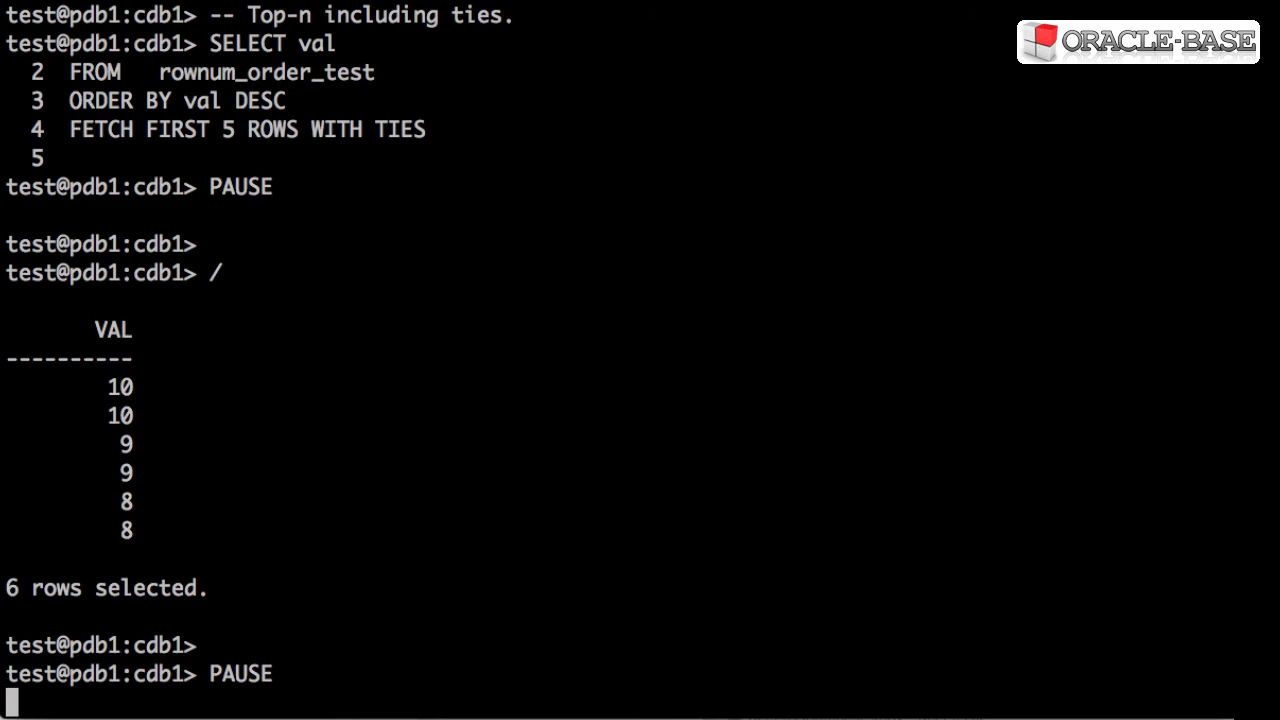 test@pdb1:cdb1> -- Top-n including ties.
test@pdb1:cdb1> SELECT val
2 FROM rownum_order_test
3 ORDER BY val DESC
4 FETCH FIRST 5 ROWS WITH TIES
5
test@pdb1:cdb1> PAUSE
test@pdb1:cdb1>
test@pdb1:cdb1> /
VAL
----------
10
10
9
9
8
8
6 rows selected.
test@pdb1:cdb1>
test@pdb1:cdb1> PAUSE
ORACLE-BASE